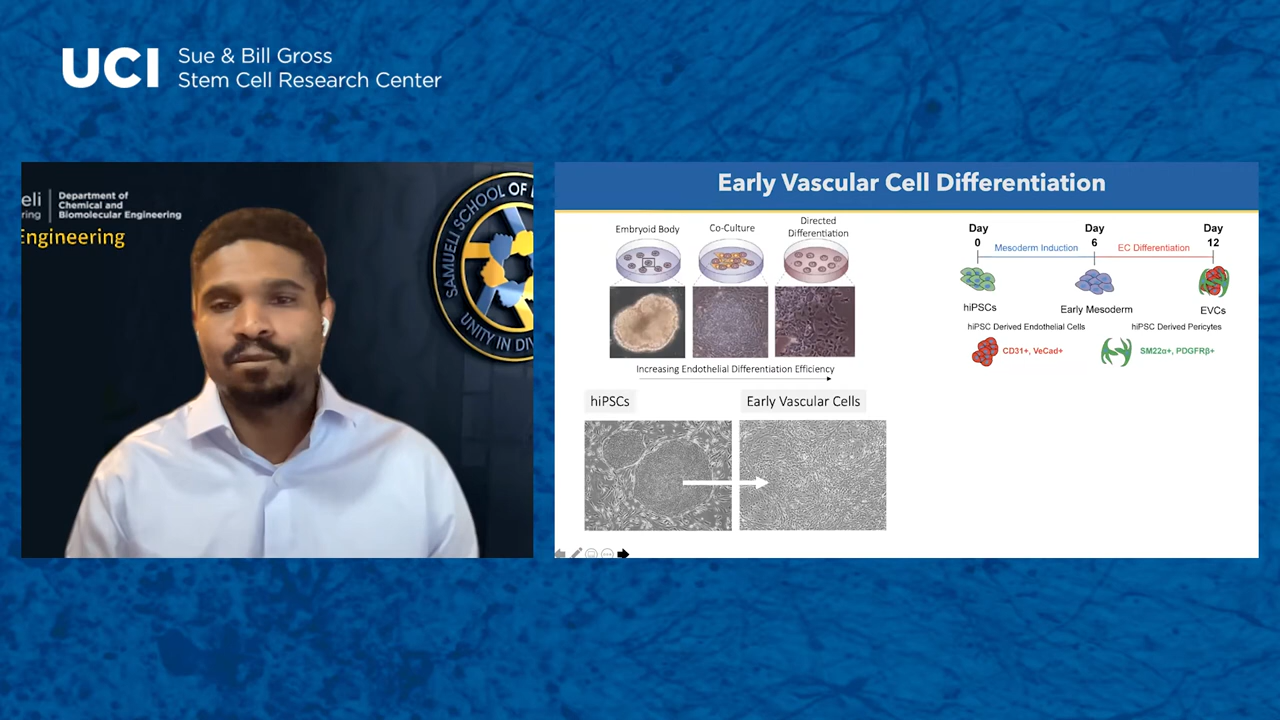 UCI
Sue & Bill Gross
Stem Cell Research Center
eli
ring
Department of
Chemical and
Biomolecular Engineering
Engineering
SAMUELI SCHOOL OF
UNITY IN DIV
Early Vascular Cell Differentiation
Embryoid Body
Co-Culture
Directed
Differentiation
Increasing Endothelial Differentiation Efficiency
hiPSCs
Early Vascular Cells
Day
0
Mesoderm Induction
Day
6
EC Differentiation
Day
12
hiPSCs
Early Mesoderm
EVCs
hiPSC Derived Endothelial Cells
hiPSC Derived Pericytes
CD31+, VeCad+
SM22α+, PDGFRβ+